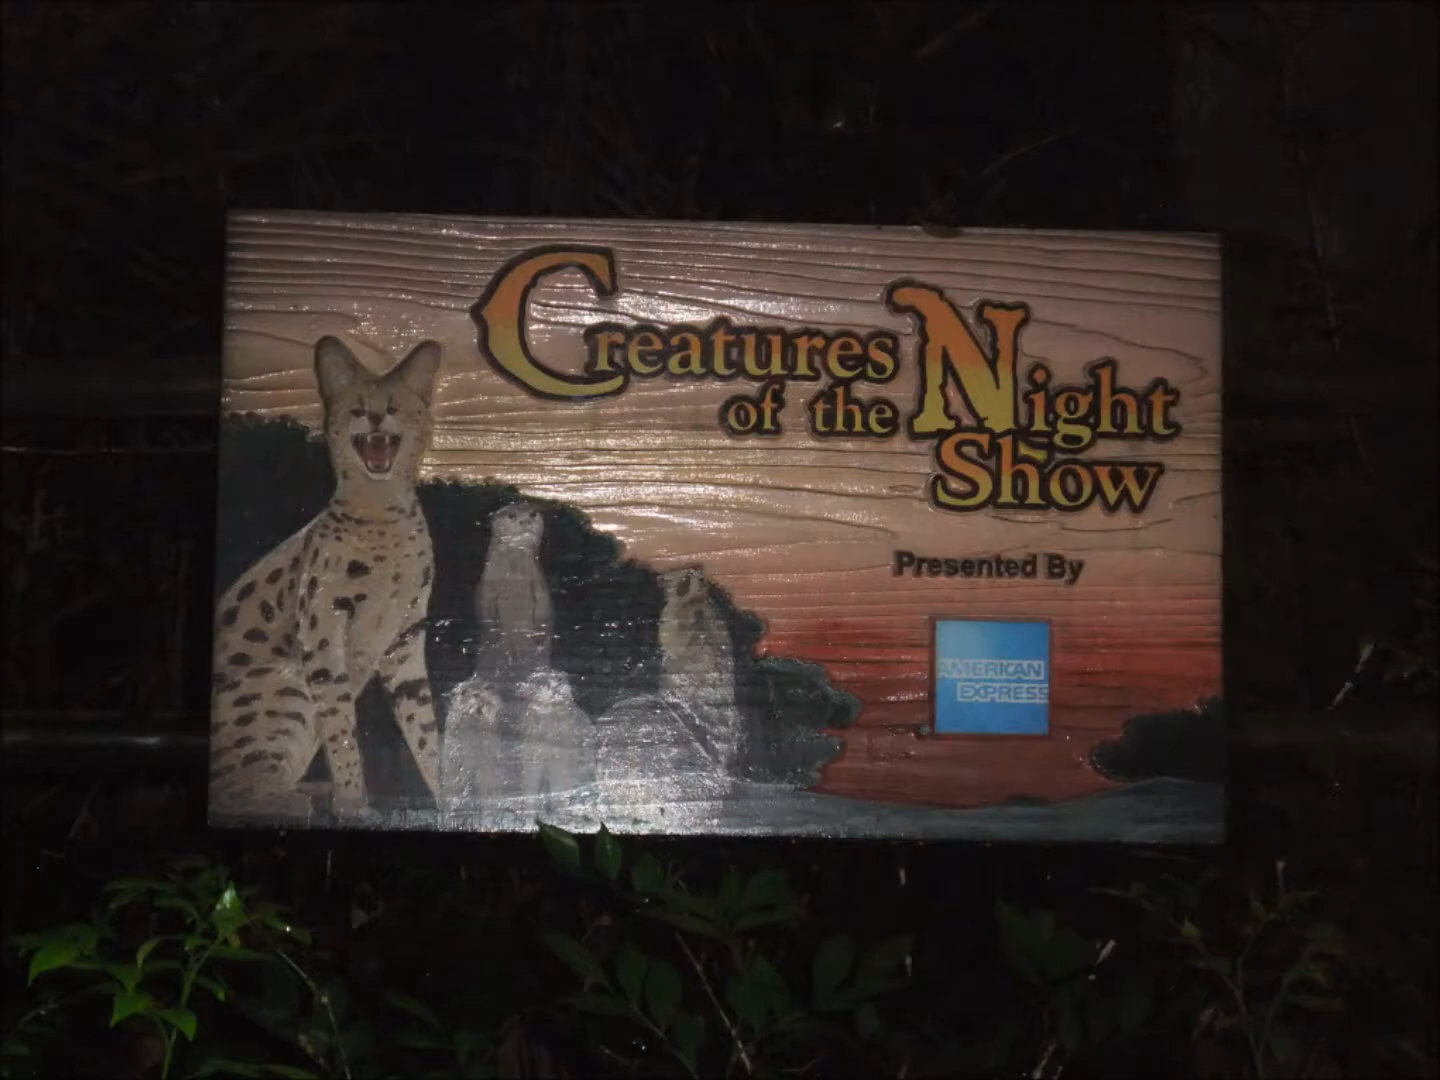 Creatures
of the Night
Show
Presented By
AMERICAN
EXPRESS
®